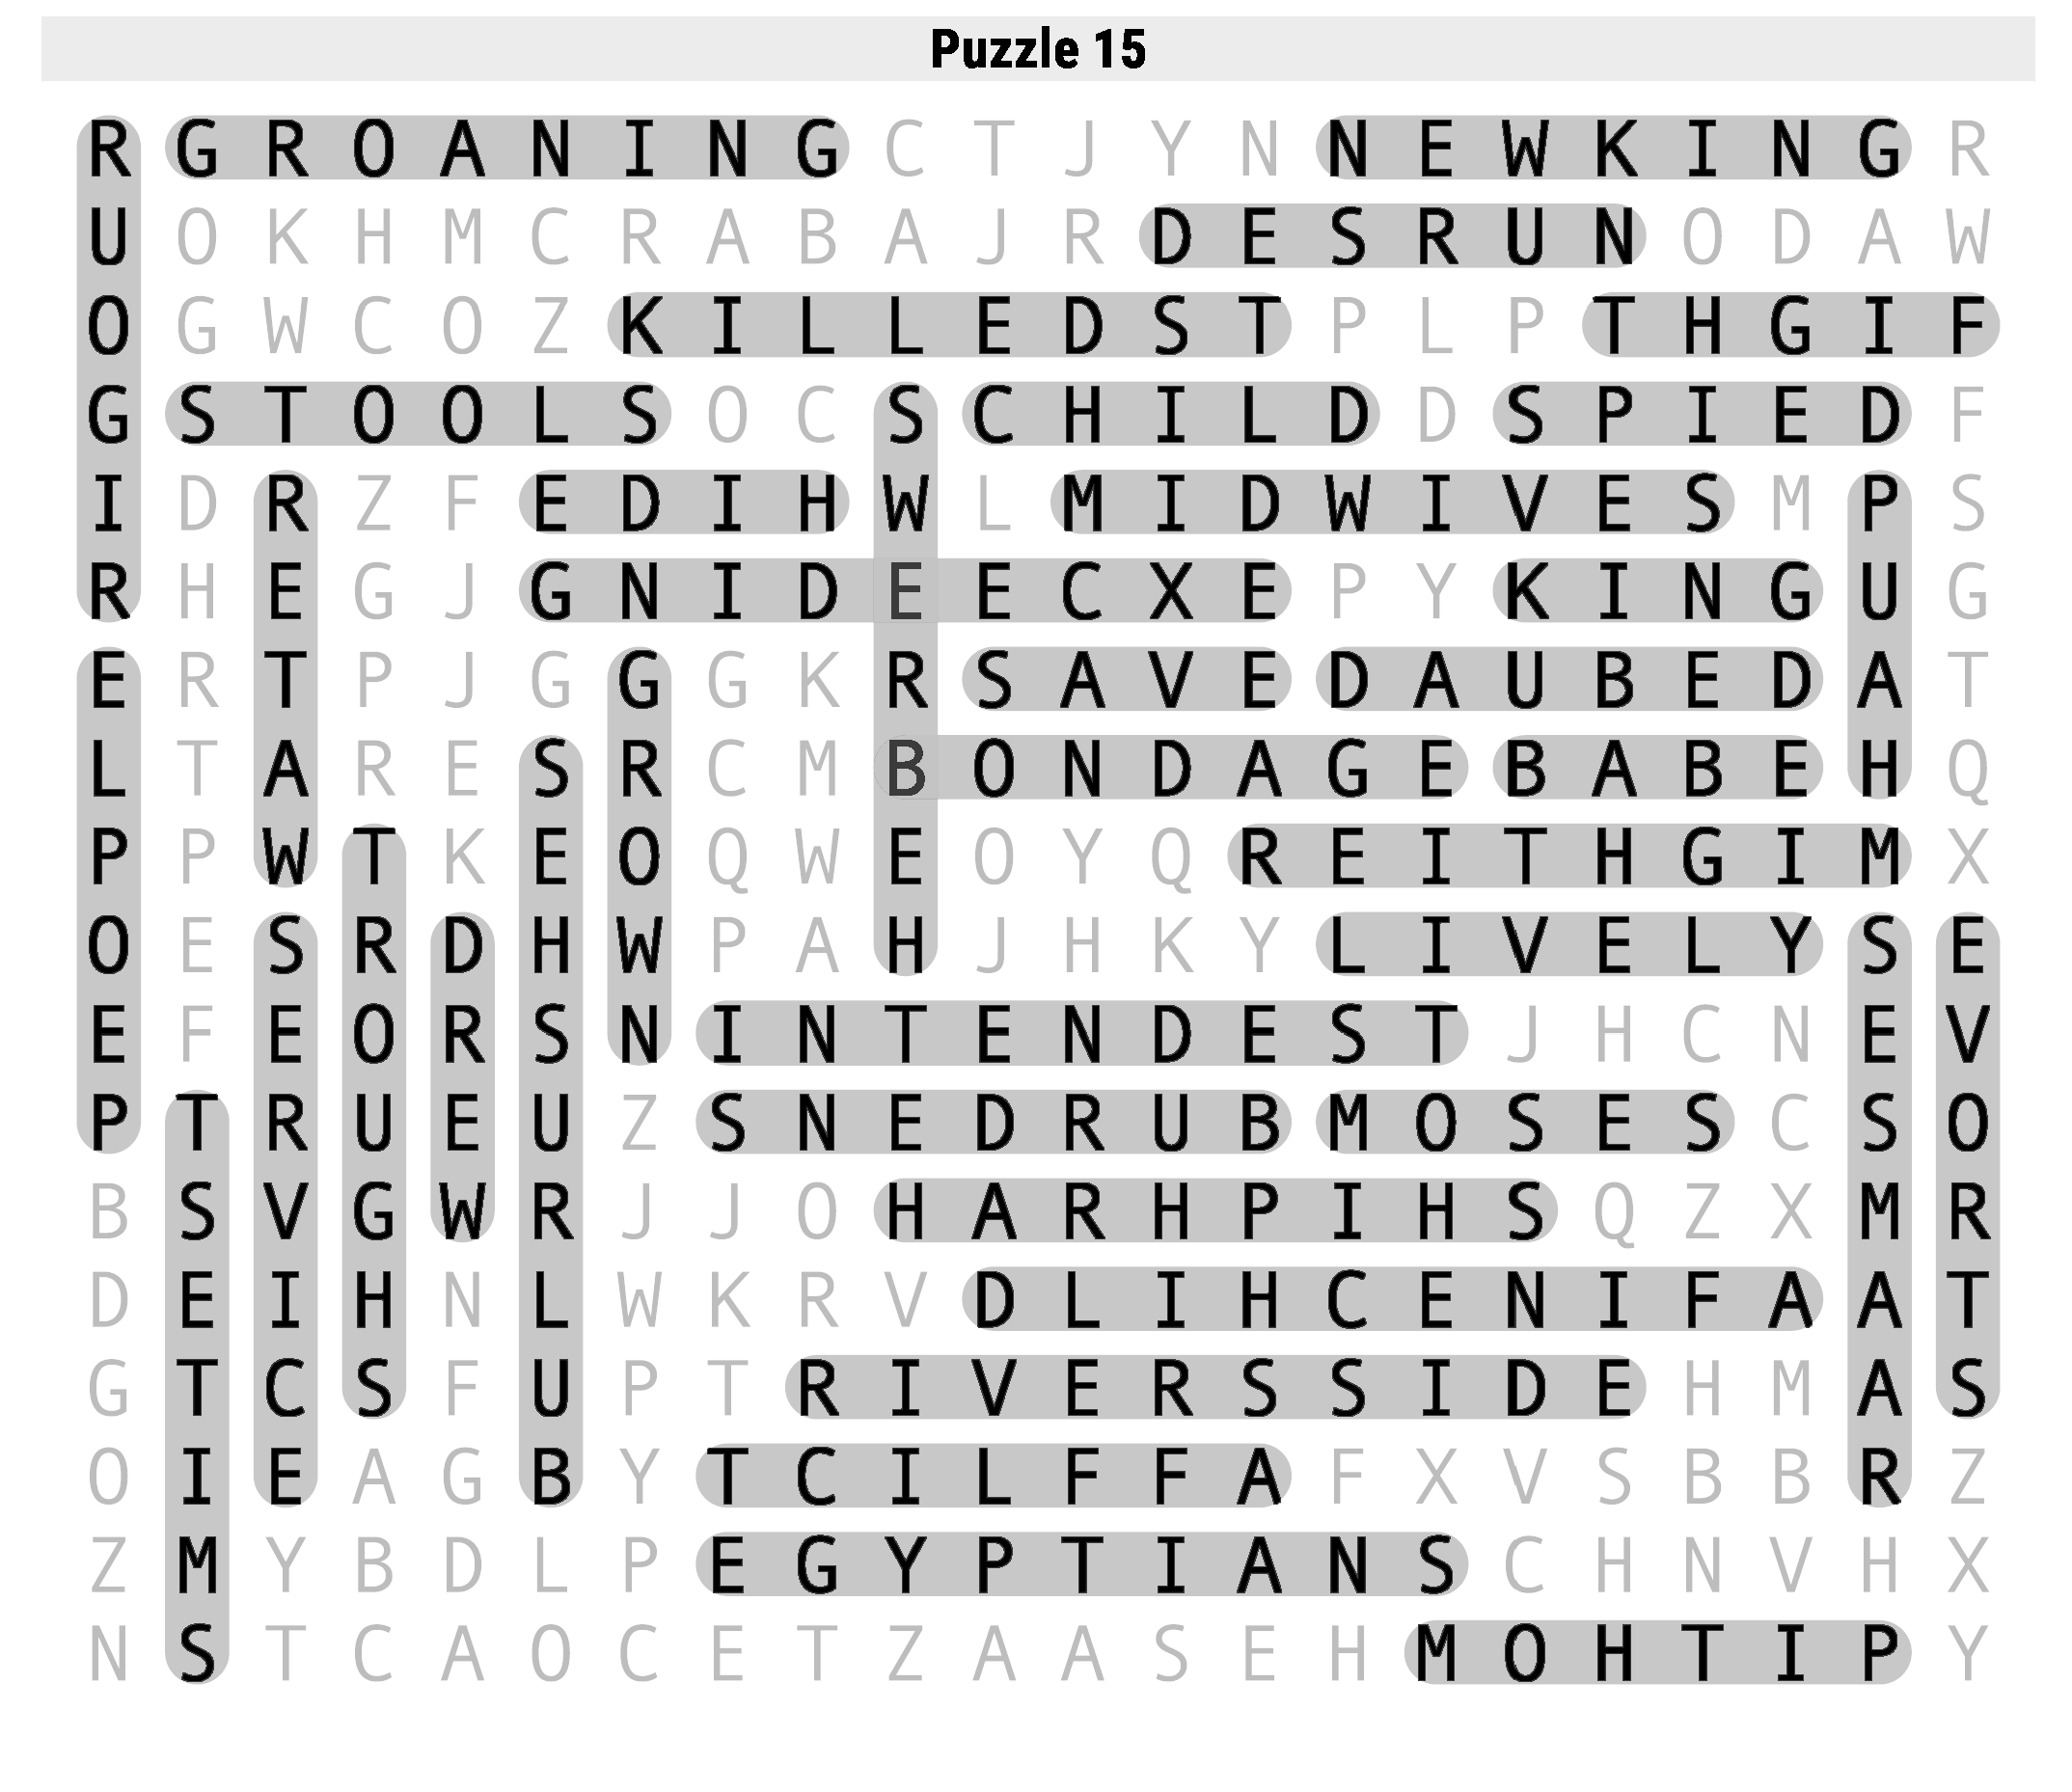 Puzzle 15
R G R O A N I N G C T J Y N N E W K I N G R
U O K H M C R A B A J R D E S R U N O D A W
O G W C O Z K I L L E D S T P L P T H G I F
G S T O O L S O C S C H I L D D S P I E D F
I D R Z F E D I H W L M I D W I V E S M P S
R H E G J G N I D E E C X E P Y K I N G U G
E R T P J G G G K R S A V E D A U B E D A T
L T A R E S R C M B O N D A G E B A B E H Q
P P W T K E O Q W E O Y Q R E I T H G I M X
O E S R D H W P A H J H K Y L I V E L Y S E
E F E O R S N I N T E N D E S T J H C N E V
P T R U E U Z S N E D R U B M O S E S C S O
B S V G W R J J O H A R H P I H S Q Z X M R
D E I H N L W K R V D L I H C E N I F A A T
G T C S F U P T R I V E R S S I D E H M A S
O I E A G B Y T C I L F F A F X V S B B R Z
Z M Y B D L P E G Y P T I A N S C H N V H X
N S T C A O C E T Z A A S E H M O H T I P Y